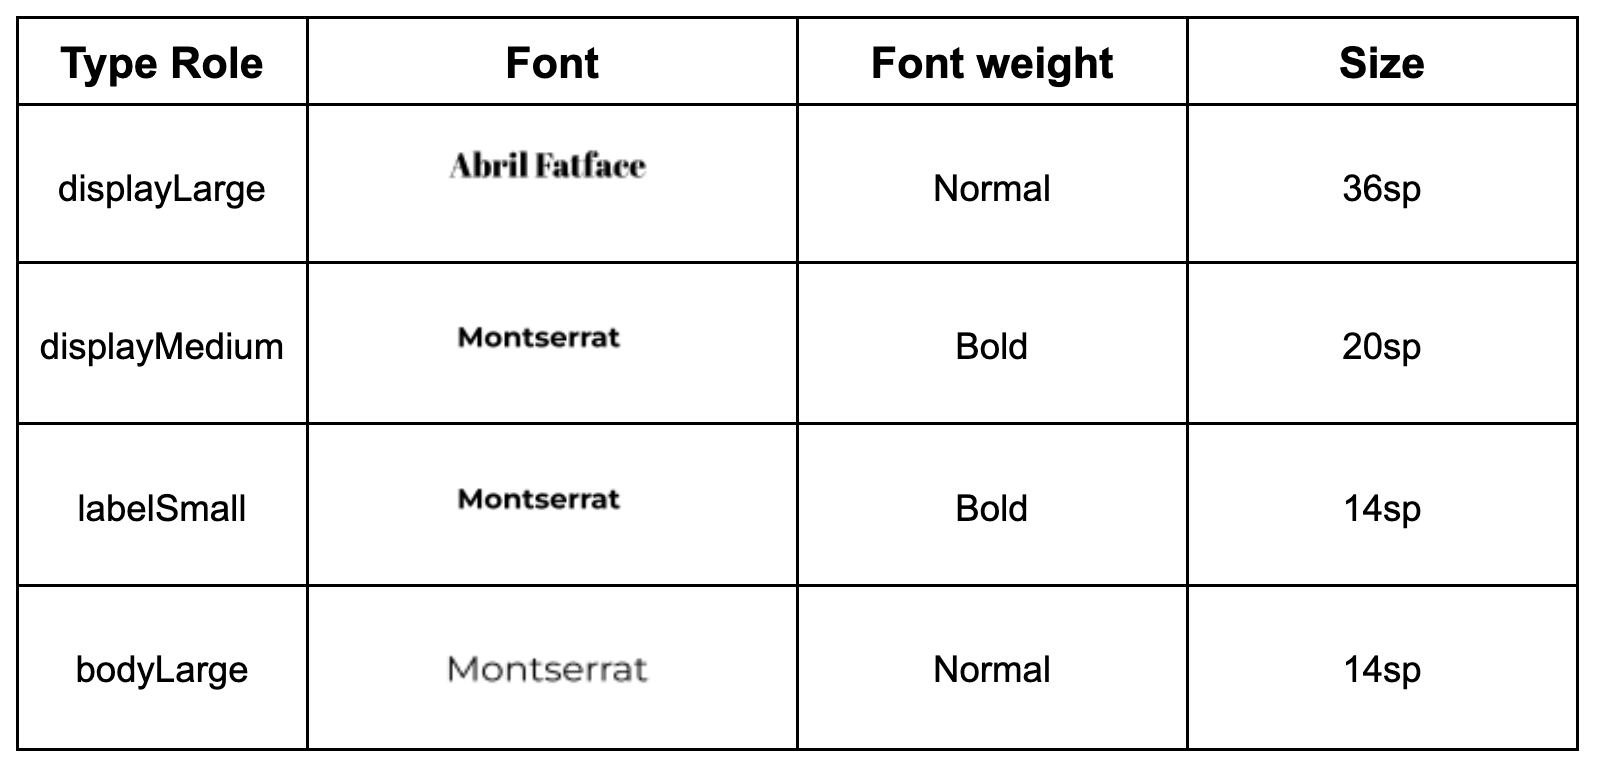 Type Role Font Font weight Size
displayLarge Abril Fatface Normal 36sp
displayMedium Montserrat Bold 20sp
labelSmall Montserrat Bold 14sp
bodyLarge Montserrat Normal 14sp